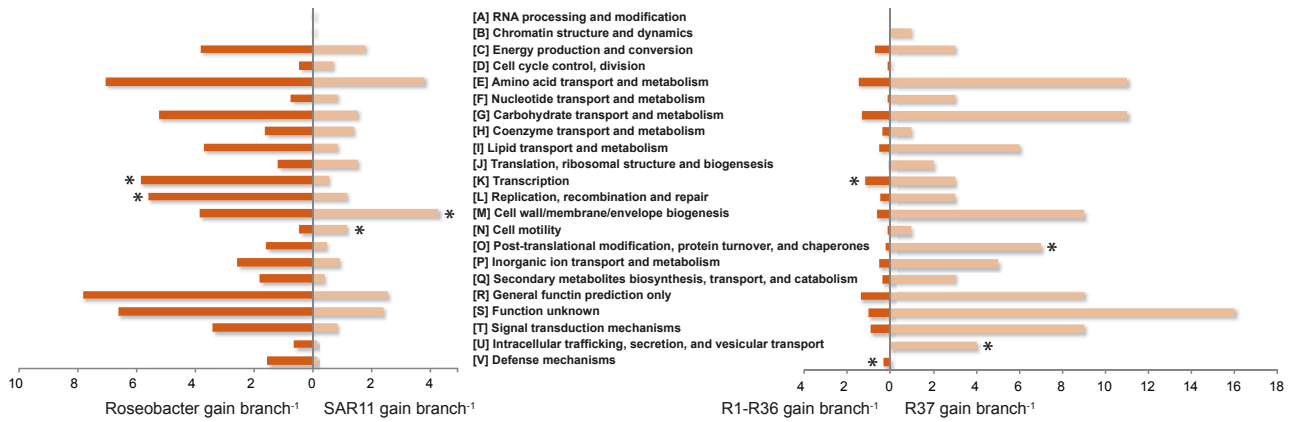 [A] RNA processing and modification
[B] Chromatin structure and dynamics
[C] Energy production and conversion
[D] Cell cycle control, division
[E] Amino acid transport and metabolism
[F] Nucleotide transport and metabolism
[G] Carbohydrate transport and metabolism
[H] Coenzyme transport and metabolism
[I] Lipid transport and metabolism
[J] Translation, ribosomal structure and biogensesis
* [K] Transcription *
* [L] Replication, recombination and repair
* [M] Cell wall/membrane/envelope biogenesis
* [N] Cell motility
[O] Post-translational modification, protein turnover, and chaperones *
[P] Inorganic ion transport and metabolism
[Q] Secondary metabolites biosynthesis, transport, and catabolism
[R] General functin prediction only
[S] Function unknown
[T] Signal transduction mechanisms
[U] Intracellular trafficking, secretion, and vesicular transport *
[V] Defense mechanisms *
10 8 6 4 2 0 2 4
4 2 0 2 4 6 8 10 12 14 16 18
Roseobacter gain branch⁻¹ SAR11 gain branch⁻¹
R1-R36 gain branch⁻¹ R37 gain branch⁻¹